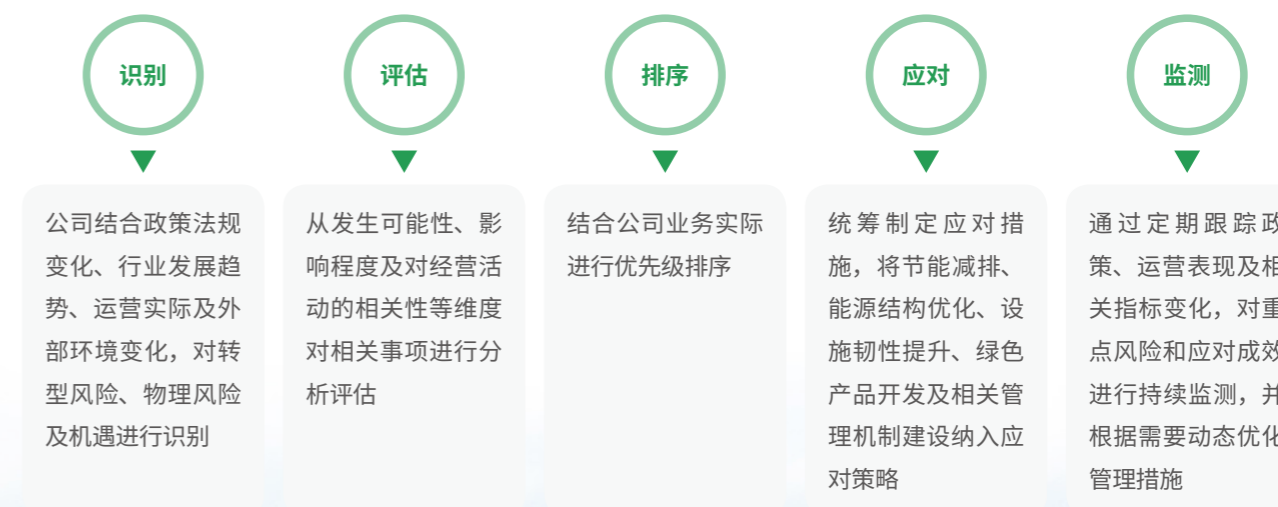 识别
评估
排序
应对
监测
公司结合政策法规
变化、行业发展趋
势、运营实际及外
部环境变化，对转
型风险、物理风险
及机遇进行识别
从发生可能性、影
响程度及对经营活
动的相关性等维度
对相关事项进行分
析评估
结合公司业务实际
进行优先级排序
统筹制定应对措
施，将节能减排、
能源结构优化、设
施韧性提升、绿色
产品开发及相关管
理机制建设纳入应
对策略
通过定期跟踪政
策、运营表现及相
关指标变化，对重
点风险和应对成效
进行持续监测，并
根据需要动态优化
管理措施